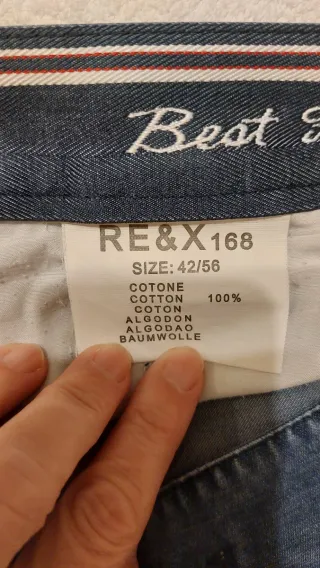 Best
RE&X 168
SIZE: 42/56
COTONE
COTTON 100%
COTON
ALGODON
ALGODAO
BAUMWOLLE